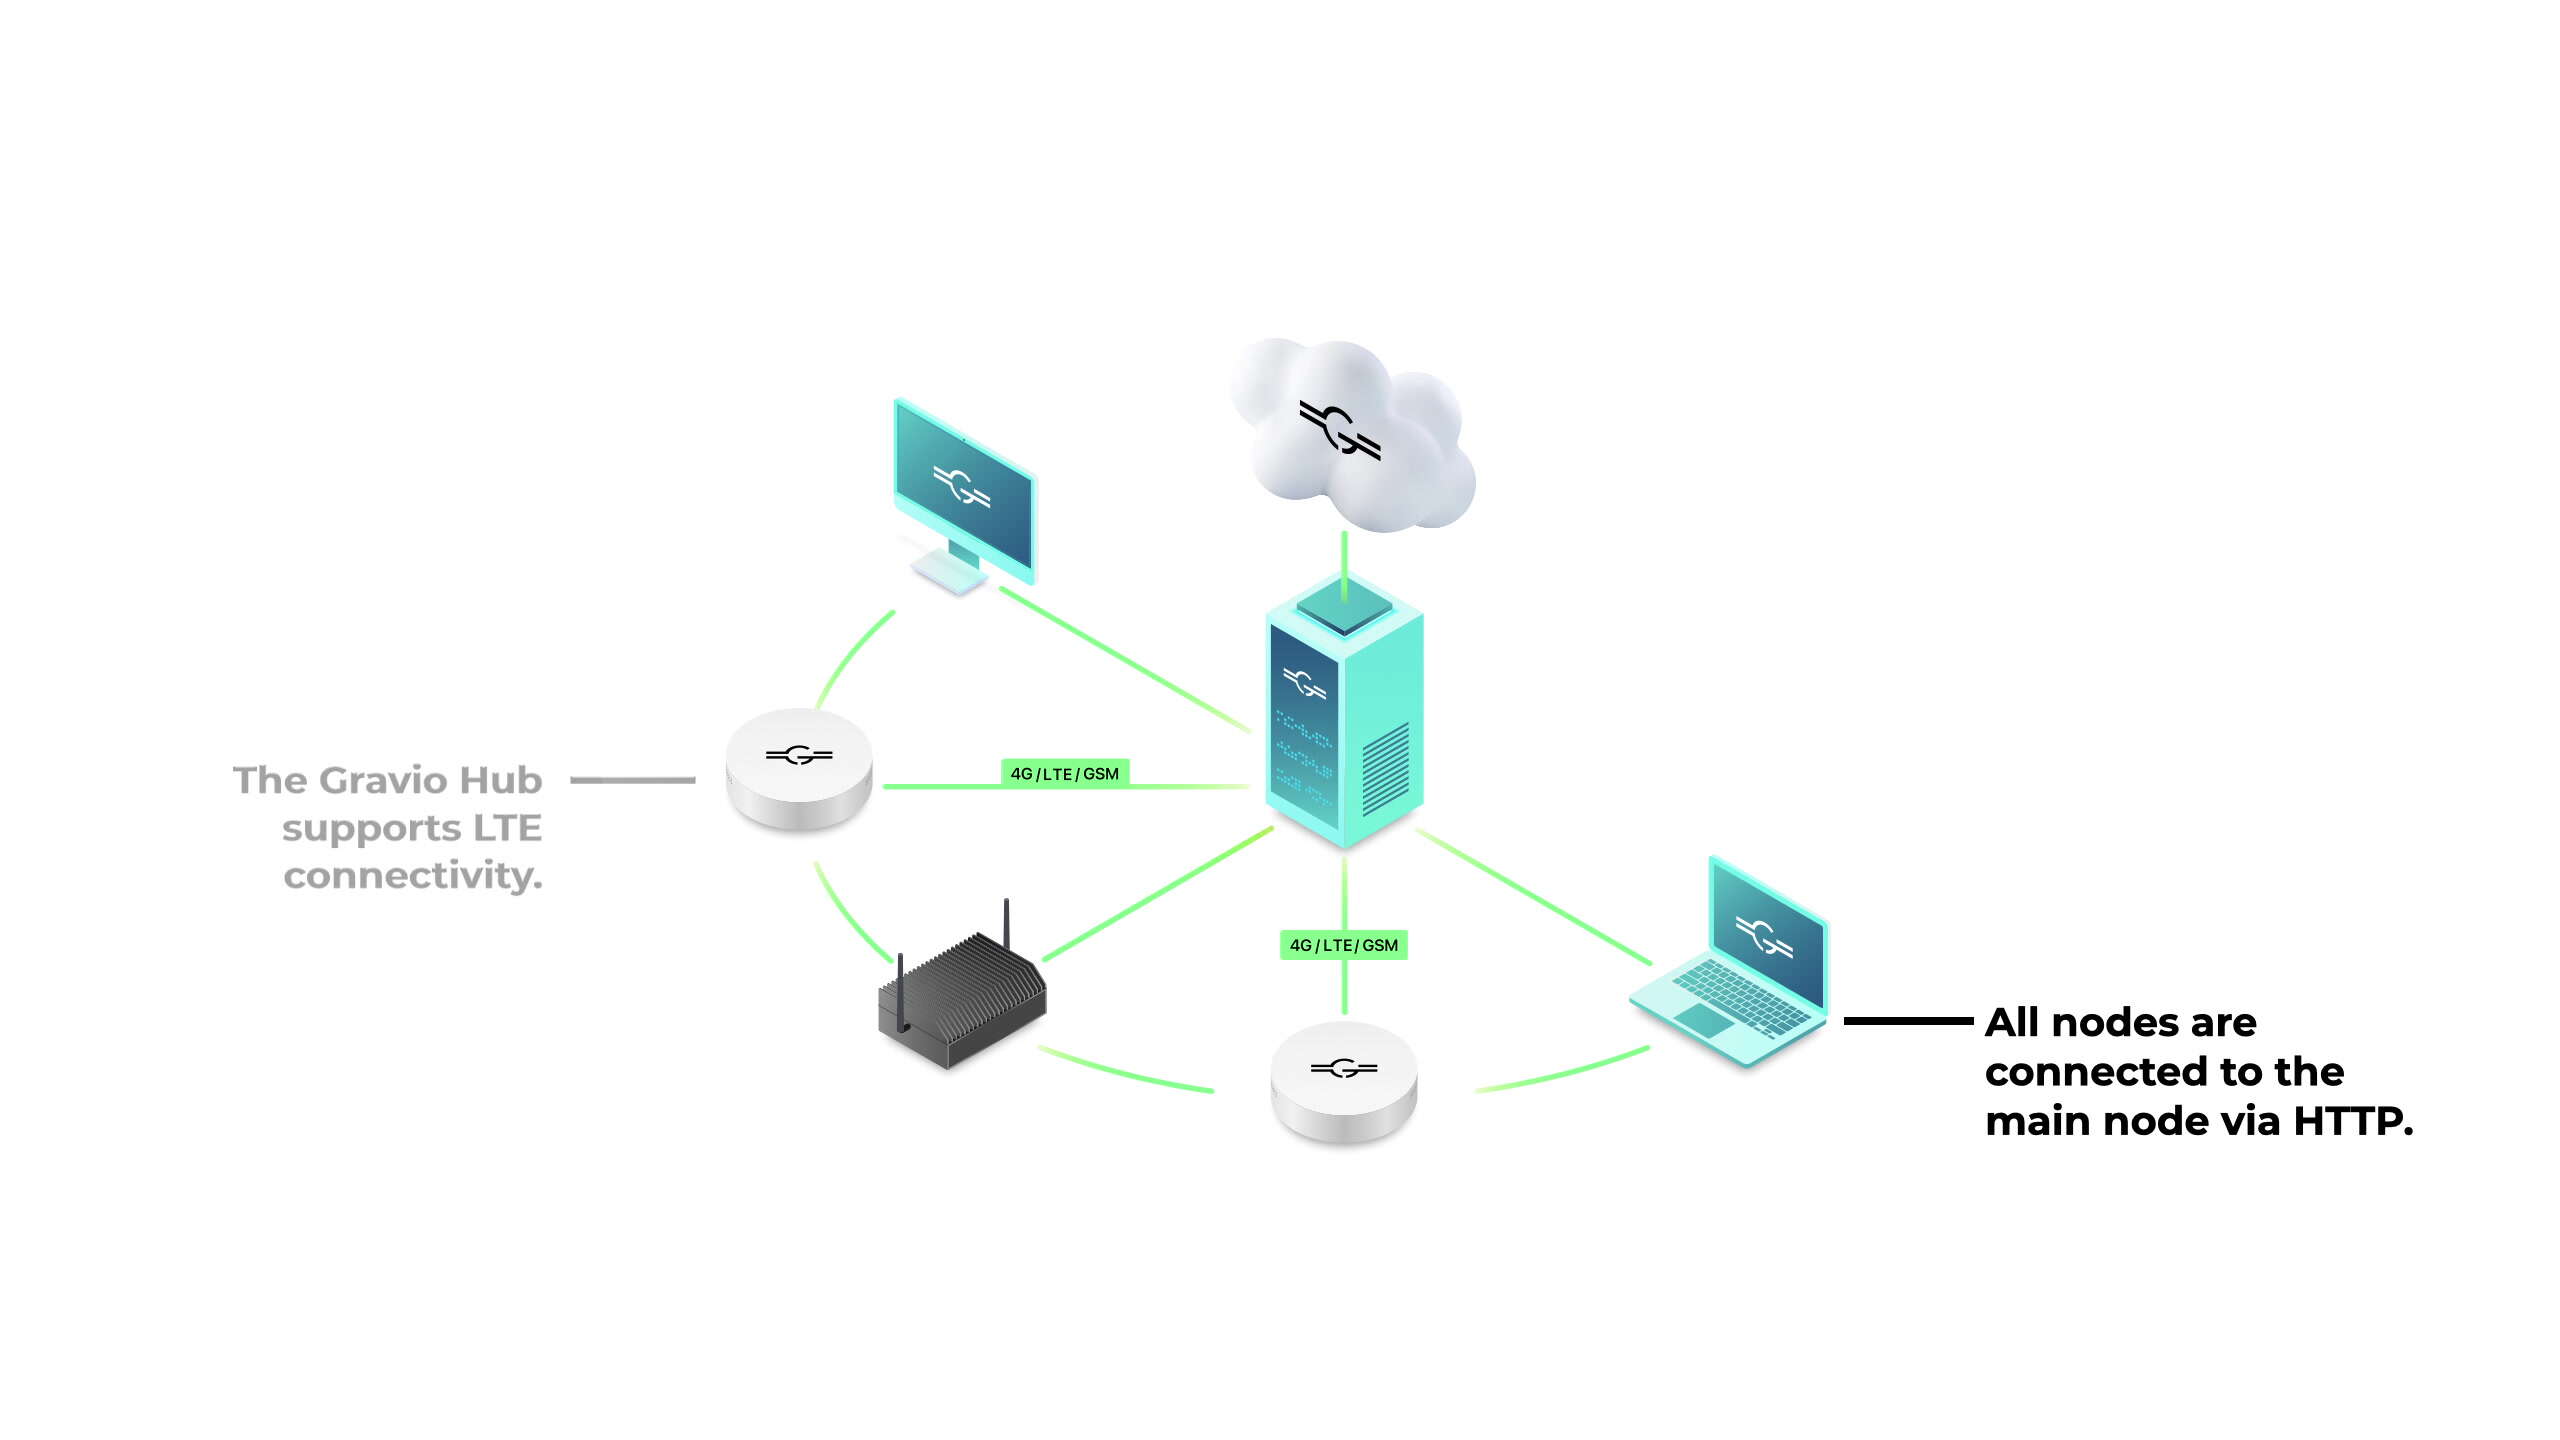 4G / LTE / GSM
The Gravio Hub
supports LTE
connectivity.
4G / LTE / GSM
All nodes are
connected to the
main node via HTTP.